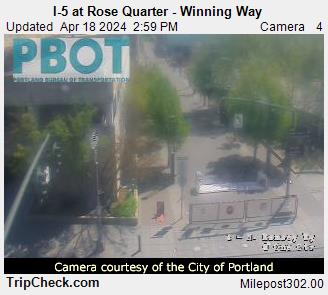 I-5 at Rose Quarter - Winning Way
Updated Apr 18 2024 2:59 PM Camera 4
PBOT
PORTLAND BUREAU OF TRANSPORTATION
Camera courtesy of the City of Portland
TripCheck.com Milepost302.00